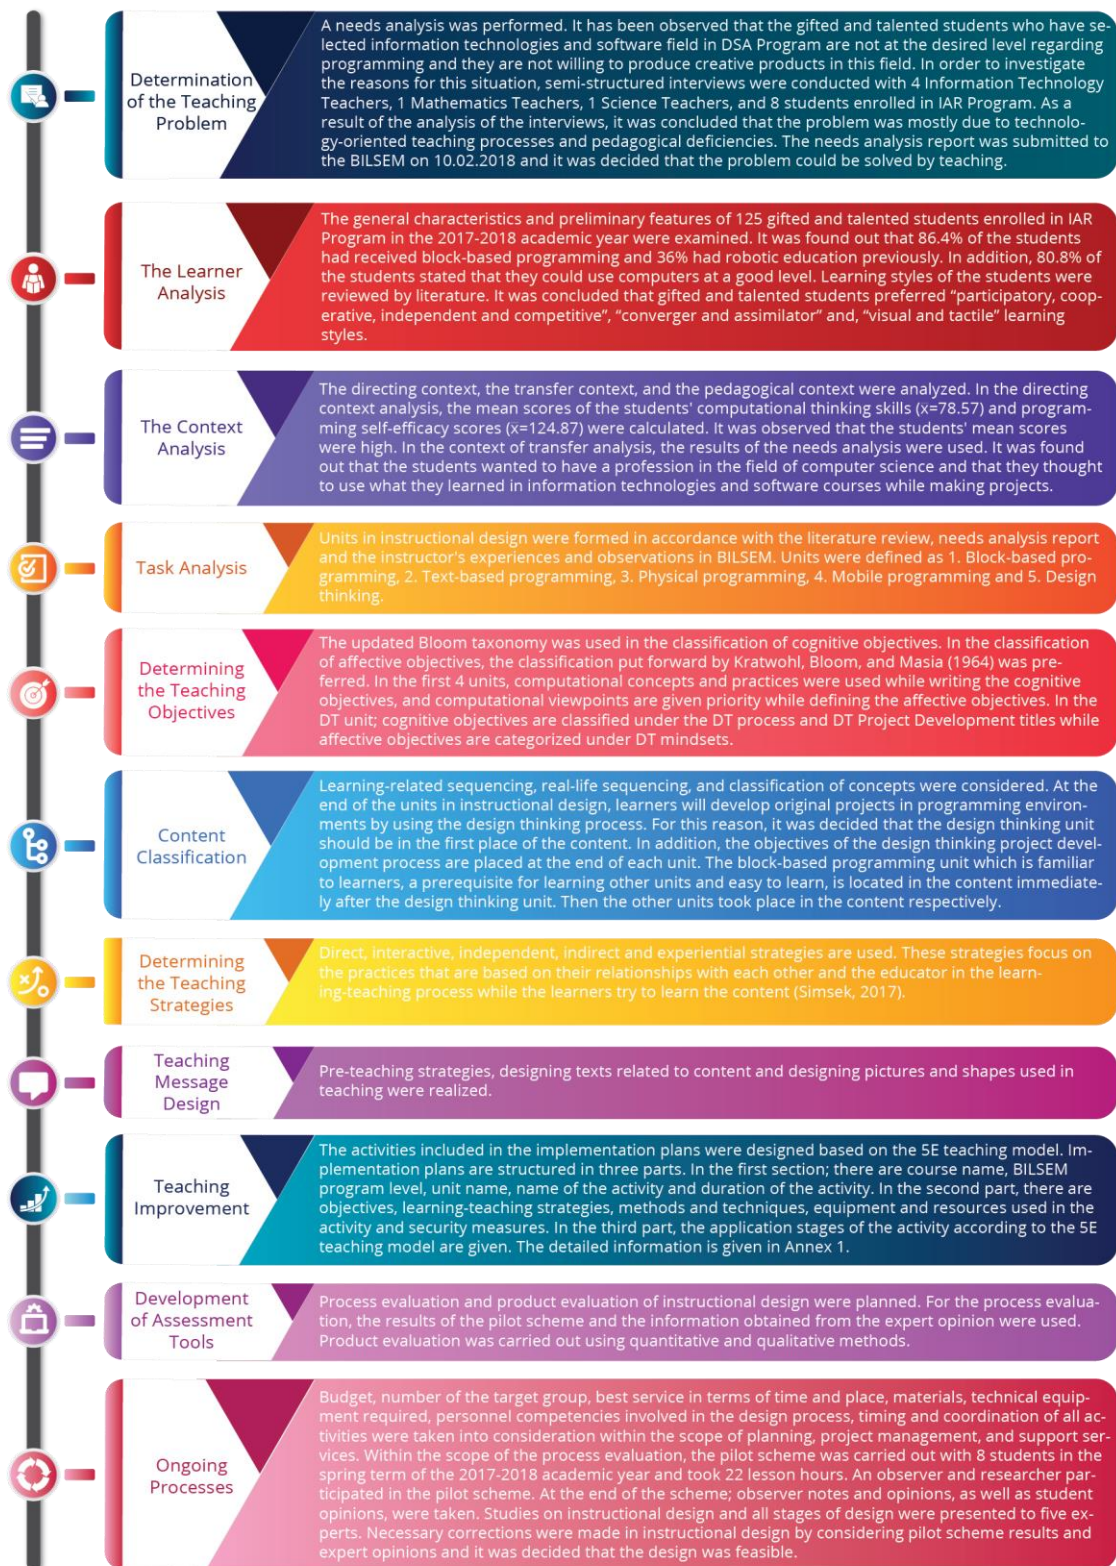 Determination
of the Teaching
Problem
A needs analysis was performed. It has been observed that the gifted and talented students who have se-
lected information technologies and software field in DSA Program are not at the desired level regarding
programming and they are not willing to produce creative products in this field. In order to investigate
the reasons for this situation, semi-structured interviews were conducted with 4 Information Technology
Teachers, 1 Mathematics Teachers, 1 Science Teachers, and 8 students enrolled in IAR Program. As a
result of the analysis of the interviews, it was concluded that the problem was mostly due to technolo-
gy-oriented teaching processes and pedagogical deficiencies. The needs analysis report was submitted to
the BILSEM on 10.02.2018 and it was decided that the problem could be solved by teaching.
The Learner
Analysis
The general characteristics and preliminary features of 125 gifted and talented students enrolled in IAR
Program in the 2017-2018 academic year were examined. It was found out that 86.4% of the students
had received block-based programming and 36% had robotic education previously. In addition, 80.8% of
the students stated that they could use computers at a good level. Learning styles of the students were
reviewed by literature. It was concluded that gifted and talented students preferred “participatory, coop-
erative, independent and competitive”, “converger and assimilator” and, “visual and tactile” learning
styles.
The Context
Analysis
The directing context, the transfer context, and the pedagogical context were analyzed. In the directing
context analysis, the mean scores of the students' computational thinking skills (x=78.57) and program-
ming self-efficacy scores (x=124.87) were calculated. It was observed that the students' mean scores
were high. In the context of transfer analysis, the results of the needs analysis were used. It was found
out that the students wanted to have a profession in the field of computer science and that they thought
to use what they learned in information technologies and software courses while making projects.
Task Analysis
Units in instructional design were formed in accordance with the literature review, needs analysis report
and the instructor's experiences and observations in BILSEM. Units were defined as 1. Block-based pro-
gramming, 2. Text-based programming, 3. Physical programming, 4. Mobile programming and 5. Design
thinking.
Determining
the Teaching
Objectives
The updated Bloom taxonomy was used in the classification of cognitive objectives. In the classification
of affective objectives, the classification put forward by Kratwohl, Bloom, and Masia (1964) was pre-
ferred. In the first 4 units, computational concepts and practices were used while writing the cognitive
objectives, and computational viewpoints are given priority while defining the affective objectives. In the
DT unit; cognitive objectives are classified under the DT process and DT Project Development titles while
affective objectives are categorized under DT mindsets.
Content
Classification
Learning-related sequencing, real-life sequencing, and classification of concepts were considered. At the
end of the units in instructional design, learners will develop original projects in programming environ-
ments by using the design thinking process. For this reason, it was decided that the design thinking unit
should be in the first place of the content. In addition, the objectives of the design thinking project devel-
opment process are placed at the end of each unit. The block-based programming unit which is familiar
to learners, a prerequisite for learning other units and easy to learn, is located in the content immediate-
ly after the design thinking unit. Then the other units took place in the content respectively.
Determining
the Teaching
Strategies
Direct, interactive, independent, indirect and experiential strategies are used. These strategies focus on
the practices that are based on their relationships with each other and the educator in the learn-
ing-teaching process while the learners try to learn the content (Simsek, 2017).
Teaching
Message
Design
Pre-teaching strategies, designing texts related to content and designing pictures and shapes used in
teaching were realized.
Teaching
Improvement
The activities included in the implementation plans were designed based on the 5E teaching model. Im-
plementation plans are structured in three parts. In the first section; there are course name, BILSEM
program level, unit name, name of the activity and duration of the activity. In the second part, there are
objectives, learning-teaching strategies, methods and techniques, equipment and resources used in the
activity and security measures. In the third part, the application stages of the activity according to the 5E
teaching model are given. The detailed information is given in Annex 1.
Development
of Assessment
Tools
Process evaluation and product evaluation of instructional design were planned. For the process evalua-
tion, the results of the pilot scheme and the information obtained from the expert opinion were used.
Product evaluation was carried out using quantitative and qualitative methods.
Ongoing
Processes
Budget, number of the target group, best service in terms of time and place, materials, technical equip-
ment required, personnel competencies involved in the design process, timing and coordination of all ac-
tivities were taken into consideration within the scope of planning, project management, and support ser-
vices. Within the scope of the process evaluation, the pilot scheme was carried out with 8 students in the
spring term of the 2017-2018 academic year and took 22 lesson hours. An observer and researcher par-
ticipated in the pilot scheme. At the end of the scheme; observer notes and opinions, as well as student
opinions, were taken. Studies on instructional design and all stages of design were presented to five ex-
perts. Necessary corrections were made in instructional design by considering pilot scheme results and
expert opinions and it was decided that the design was feasible.